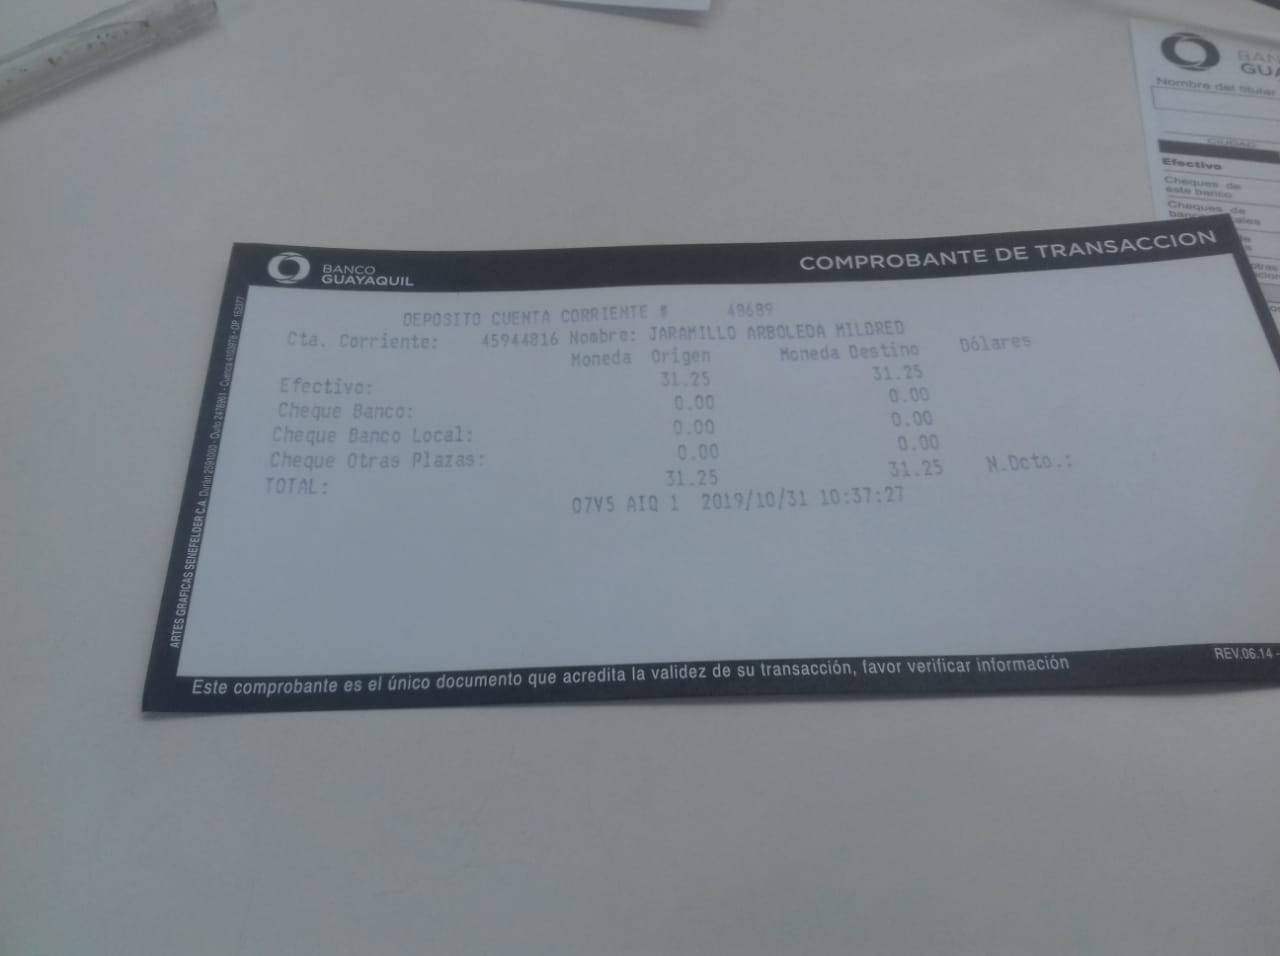 BANCO
GUAYAQUIL
COMPROBANTE DE TRANSACCION
DEPOSITO CUENTA CORRIENTE # 48689
Cta. Corriente: 45944816 Nombre: JARAMILLO ARBOLEDA MILDRED
Moneda Origen Moneda Destino Dólares
Efectivo: 31.25 31.25
Cheque Banco: 0.00 0.00
Cheque Banco Local: 0.00 0.00
Cheque Otras Plazas: 0.00 0.00
TOTAL: 31.25 31.25 N.Dcto.:
07V5 AIQ 1 2019/10/31 10:37:27
Este comprobante es el único documento que acredita la validez de su transacción, favor verificar información
REV.06.14 -
ARTES GRAFICAS SENEFELDER C.A. Durán
Nombre del titular
CIUDAD
Efectivo
Cheques de
este banco
Cheques de